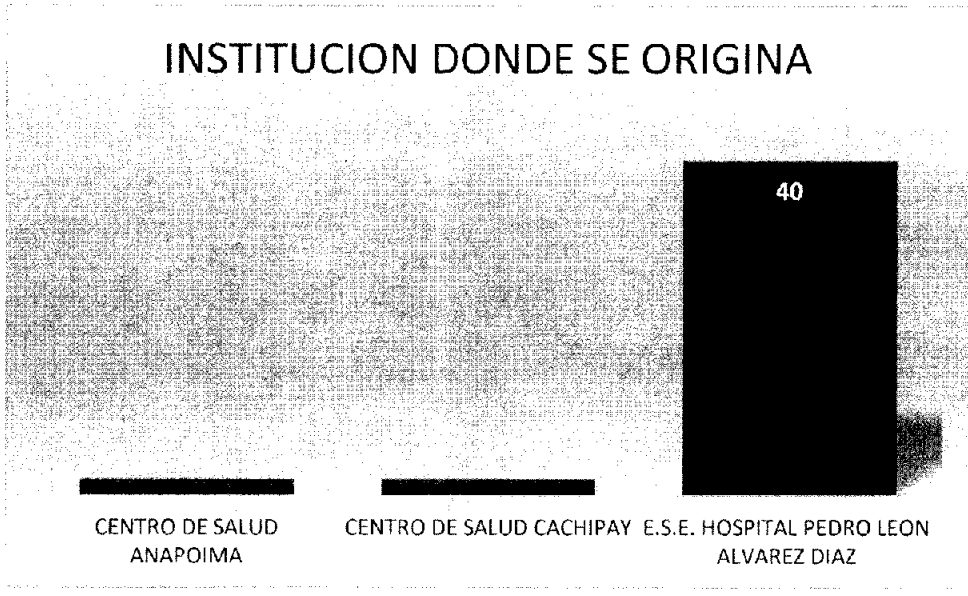 INSTITUCION DONDE SE ORIGINA
40
CENTRO DE SALUD
ANAPOIMA
CENTRO DE SALUD CACHIPAY
E.S.E. HOSPITAL PEDRO LEON
ALVAREZ DIAZ